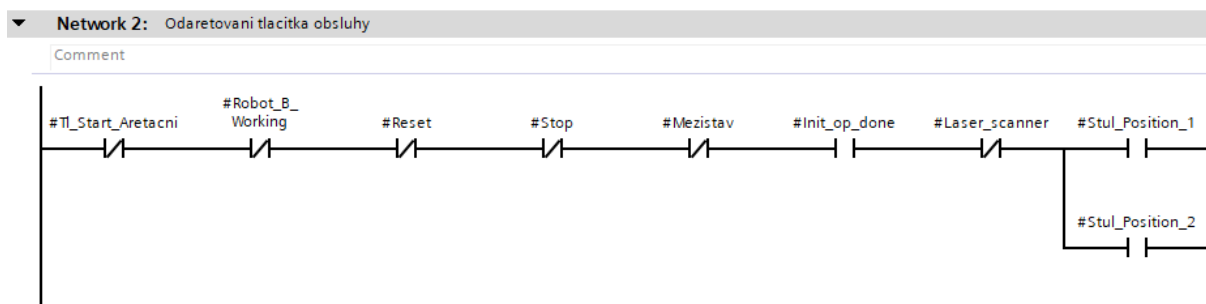 Network 2: Odaretovani tlacitka obsluhy
Comment
#Tl_Start_Aretacni
#Robot_B_
Working
#Reset
#Stop
#Mezistav
#Init_op_done
#Laser_scanner
#Stul_Position_1
#Stul_Position_2